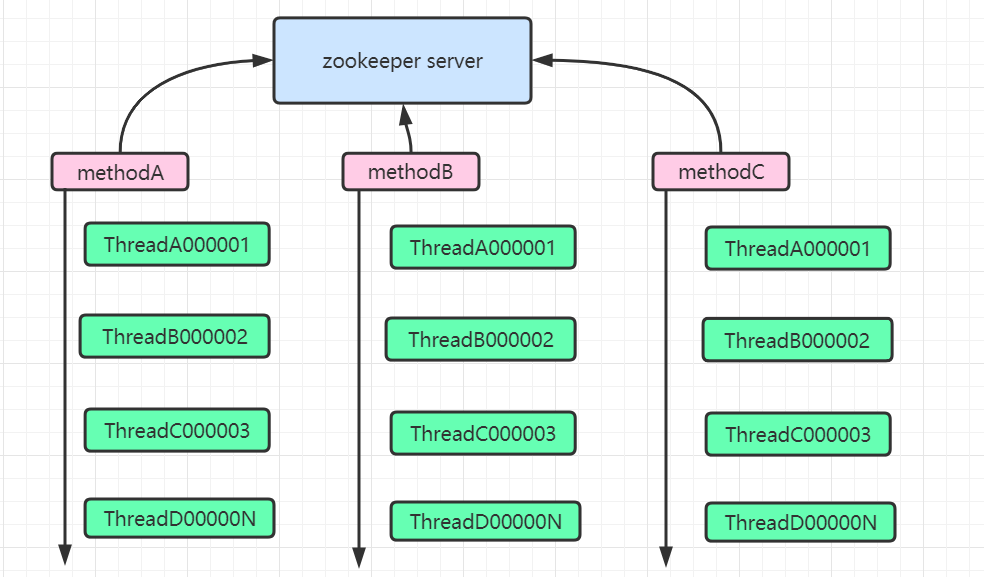 zookeeper server
methodA
methodB
methodC
ThreadA000001
ThreadA000001
ThreadA000001
ThreadB000002
ThreadB000002
ThreadB000002
ThreadC000003
ThreadC000003
ThreadC000003
ThreadD00000N
ThreadD00000N
ThreadD00000N